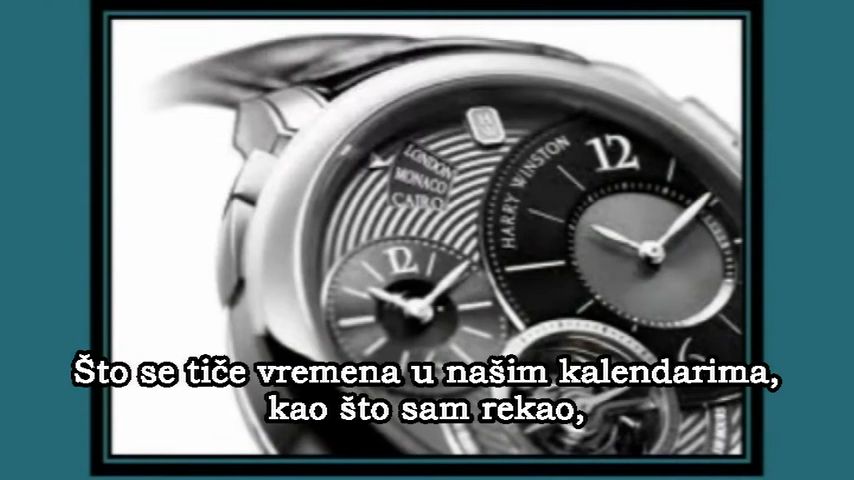 12
HARRY WINSTON
LONDON
MONACO
CAIRO
12
Što se tiče vremena u našim kalendarima,
kao što sam rekao,